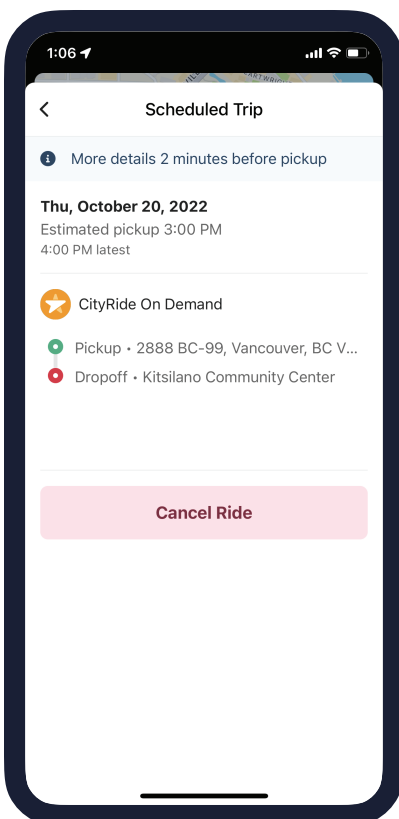 1:06
Scheduled Trip
More details 2 minutes before pickup
Thu, October 20, 2022
Estimated pickup 3:00 PM
4:00 PM latest
CityRide On Demand
Pickup • 2888 BC-99, Vancouver, BC V...
Dropoff • Kitsilano Community Center
Cancel Ride